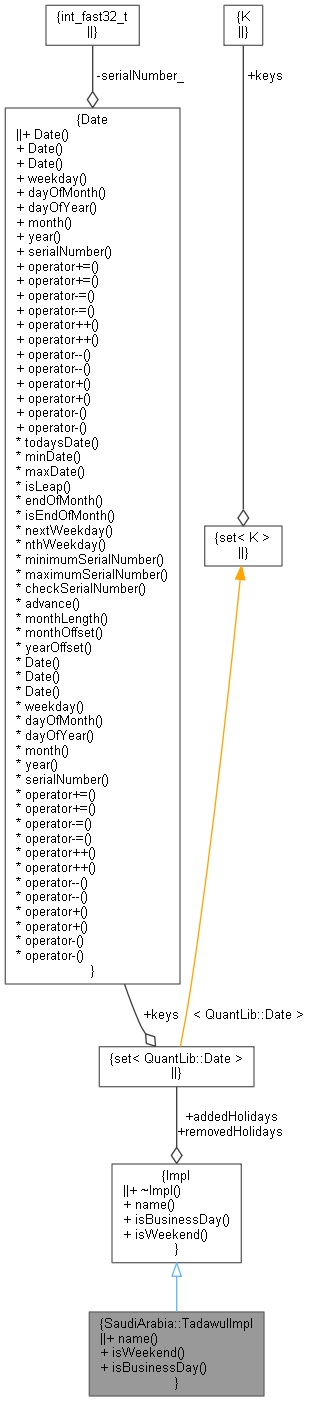 {int_fast32_t
||}
{K
||}
-serialNumber_
+keys
{Date
||+ Date()
+ Date()
+ Date()
+ weekday()
+ dayOfMonth()
+ dayOfYear()
+ month()
+ year()
+ serialNumber()
+ operator+=()
+ operator+=()
+ operator-=()
+ operator-=()
+ operator++()
+ operator++()
+ operator--()
+ operator--()
+ operator+()
+ operator+()
+ operator-()
+ operator-()
* todaysDate()
* minDate()
* maxDate()
* isLeap()
* endOfMonth()
* isEndOfMonth()
* nextWeekday()
* nthWeekday()
* minimumSerialNumber()
* maximumSerialNumber()
* checkSerialNumber()
* advance()
* monthLength()
* monthOffset()
* yearOffset()
* Date()
* Date()
* Date()
* weekday()
* dayOfMonth()
* dayOfYear()
* month()
* year()
* serialNumber()
* operator+=()
* operator+=()
* operator-=()
* operator-=()
* operator++()
* operator++()
* operator--()
* operator--()
* operator+()
* operator+()
* operator-()
* operator-()
}
{set< K >
||}
+keys
< QuantLib::Date >
{set< QuantLib::Date >
||}
+addedHolidays
+removedHolidays
{Impl
||+ ~Impl()
+ name()
+ isBusinessDay()
+ isWeekend()
}
{SaudiArabia::TadawulImpl
||+ name()
+ isWeekend()
+ isBusinessDay()
}